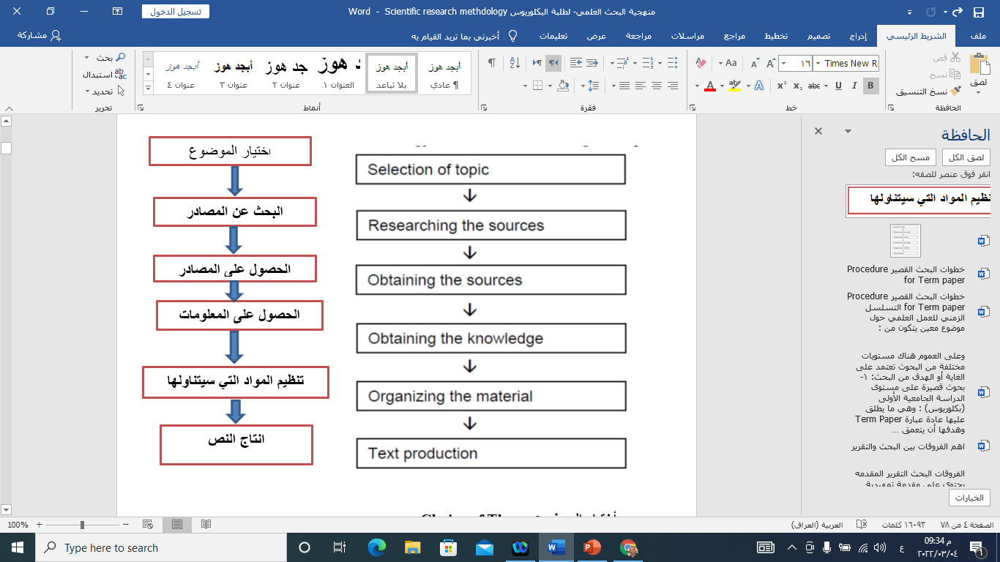 منهجية البحث العلمي- لطلبة البكلوريوس Scientific research methdology - Word
تسجيل الدخول
ملف
الشريط الرئيسي
إدراج
تصميم
تخطيط
مراجع
مراسلات
مراجعة
عرض
تعليمات
أخبرني بما تريد القيام به
مشاركة
لصق
قص
نسخ
نسخ التنسيق
الحافظة
Times New R
١٦
خط
فقرة
أبجد هوز
¶ عادي
أبجد هوز
بلا تباعد
د هوز
العنوان ١
جد هوز
عنوان ٢
أبجد هوز
عنوان ٣
أبجد هوز
عنوان ٤
أنماط
بحث
استبدال
تحديد
تحرير
الحافظة
لصق الكل
مسح الكل
انقر فوق عنصر للصقه:
تنظيم المواد التي سيتناولها
خطوات البحث القصير Procedure
for Term paper
خطوات البحث القصير Procedure
for Term paper التسلسل
الزمني للعمل العلمي حول
موضوع معين يتكون من :
وعلى العموم هناك مستويات
مختلفة من البحوث تعتمد على
الغاية أو الهدف من البحث: ١-
بحوث قصيرة على مستوى
الدراسة الجامعية الأولى
(بكلوريوس) : وهي ما يطلق
عليها عادة عبارة Term Paper
وهدفها أن يتعمق ...
اهم الفروقات بين البحث والتقرير
الفروقات البحث التقرير المقدمه
يحتوي على مقدمة تمهيدية
الخيارات
Selection of topic
Researching the sources
Obtaining the sources
Obtaining the knowledge
Organizing the material
Text production
اختيار الموضوع
البحث عن المصادر
الحصول على المصادر
الحصول على المعلومات
تنظيم المواد التي سيتناولها
انتاج النص
الصفحة ٤ من ٧٨
١٦٠٩٣ كلمات
العربية (العراق)
100%
Type here to search
ع
09:34 م
٢٠٢٢/٠٣/٠٤